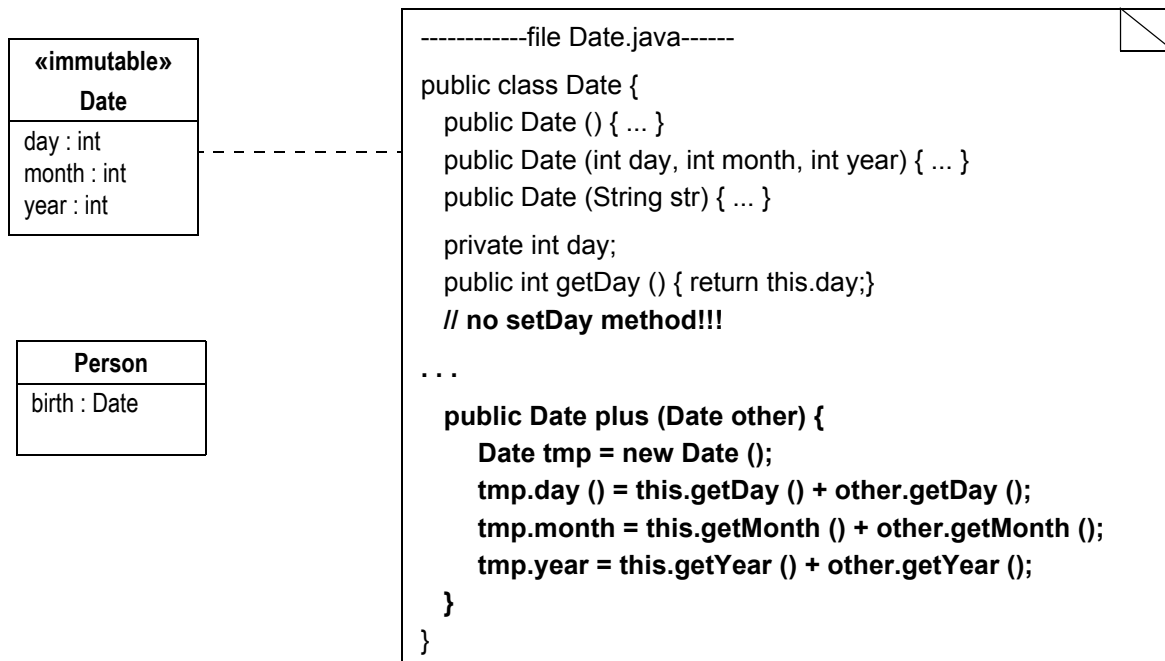 «immutable»
Date
day : int
month : int
year : int
Person
birth : Date
------------file Date.java------
public class Date {
public Date () { ... }
public Date (int day, int month, int year) { ... }
public Date (String str) { ... }
private int day;
public int getDay () { return this.day;}
// no setDay method!!!
. . .
public Date plus (Date other) {
Date tmp = new Date ();
tmp.day () = this.getDay () + other.getDay ();
tmp.month = this.getMonth () + other.getMonth ();
tmp.year = this.getYear () + other.getYear ();
}
}